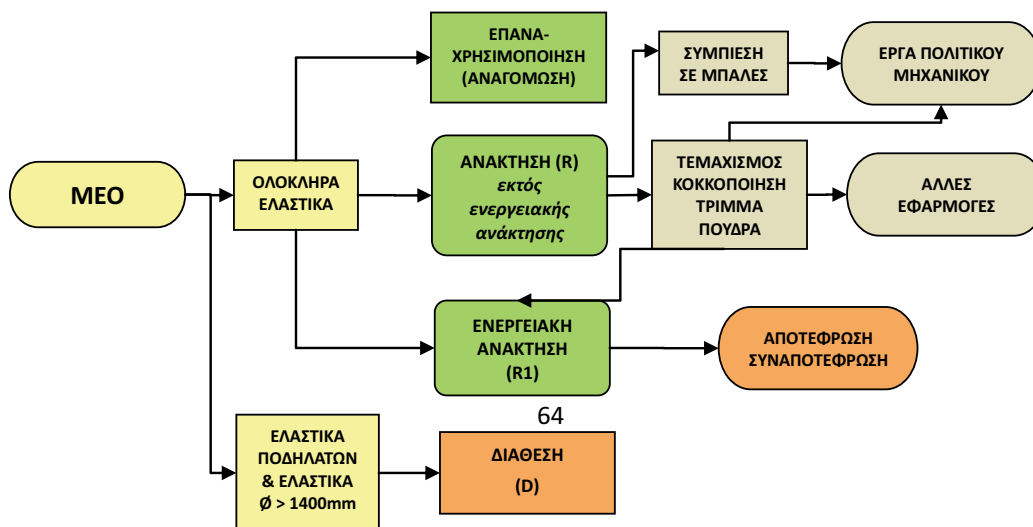 ΕΠΑΝΑ-
ΧΡΗΣΙΜΟΠΟΙΗΣΗ
(ΑΝΑΓΟΜΩΣΗ)
ΣΥΜΠΙΕΣΗ
ΣΕ ΜΠΑΛΕΣ
ΕΡΓΑ ΠΟΛΙΤΙΚΟΥ
ΜΗΧΑΝΙΚΟΥ
ΜΕΟ
ΟΛΟΚΛΗΡΑ
ΕΛΑΣΤΙΚΑ
ΑΝΑΚΤΗΣΗ (R)
εκτός
ενεργειακής
ανάκτησης
ΤΕΜΑΧΙΣΜΟΣ
ΚΟΚΚΟΠΟΙΗΣΗ
ΤΡΙΜΜΑ
ΠΟΥΔΡΑ
ΑΛΛΕΣ
ΕΦΑΡΜΟΓΕΣ
ΕΝΕΡΓΕΙΑΚΗ
ΑΝΑΚΤΗΣΗ
(R1)
ΑΠΟΤΕΦΡΩΣΗ
ΣΥΝΑΠΟΤΕΦΡΩΣΗ
64
ΕΛΑΣΤΙΚΑ
ΠΟΔΗΛΑΤΩΝ
& ΕΛΑΣΤΙΚΑ
Ø > 1400mm
ΔΙΑΘΕΣΗ
(D)